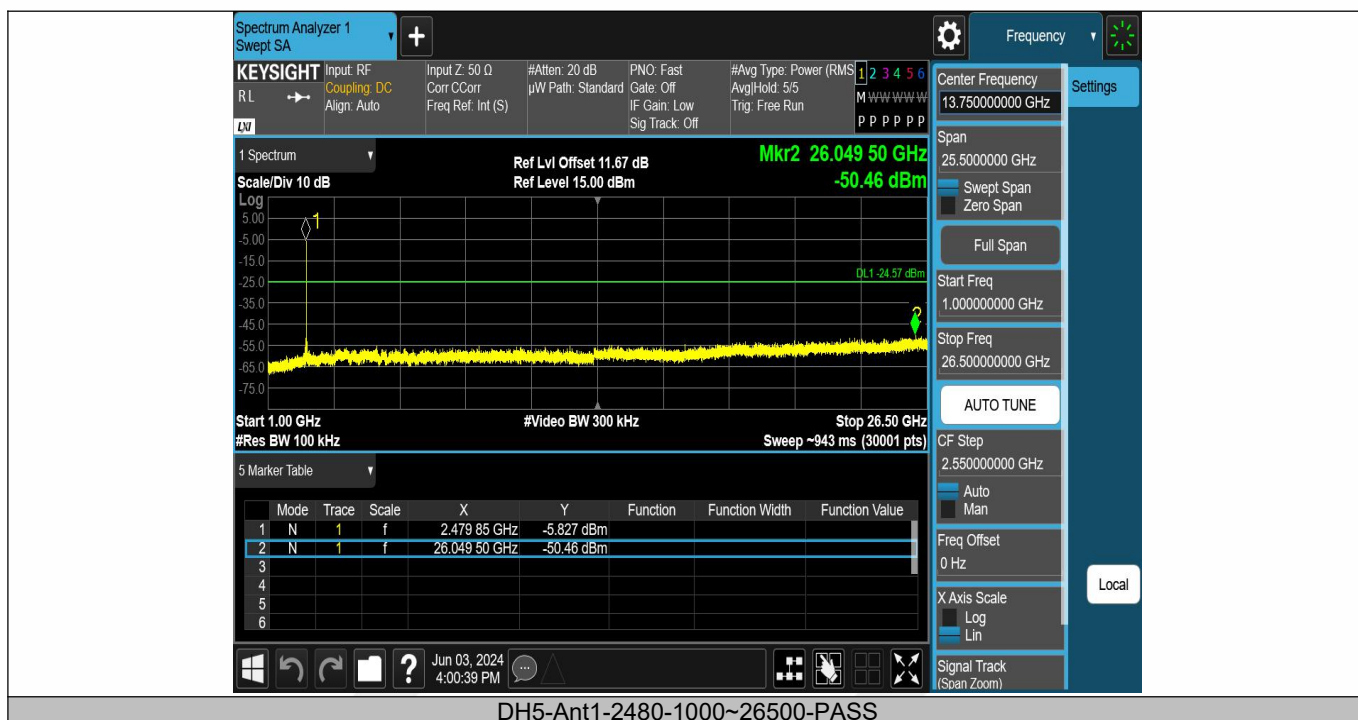 Spectrum Analyzer 1
Swept SA
Frequency
KEYSIGHT
RL
LXI
Input: RF
Coupling: DC
Align: Auto
Input Z: 50 Ω
Corr CCorr
Freq Ref: Int (S)
#Atten: 20 dB
µW Path: Standard
PNO: Fast
Gate: Off
IF Gain: Low
Sig Track: Off
#Avg Type: Power (RMS
Avg|Hold: 5/5
Trig: Free Run
1 2 3 4 5 6
M W W W W W
P P P P P P
1 Spectrum
Scale/Div 10 dB
Ref Lvl Offset 11.67 dB
Ref Level 15.00 dBm
Mkr2 26.049 50 GHz
-50.46 dBm
Log
5.00
-5.00
-15.0
-25.0
-35.0
-45.0
-55.0
-65.0
-75.0
1
DL1 -24.57 dBm
2
Start 1.00 GHz
#Video BW 300 kHz
Stop 26.50 GHz
#Res BW 100 kHz
Sweep ~943 ms (30001 pts)
5 Marker Table
Mode Trace Scale X Y Function Function Width Function Value
1 N 1 f 2.479 85 GHz -5.827 dBm
2 N 1 f 26.049 50 GHz -50.46 dBm
3
4
5
6
Jun 03, 2024
4:00:39 PM
Center Frequency
13.750000000 GHz
Settings
Span
25.5000000 GHz
Swept Span
Zero Span
Full Span
Start Freq
1.000000000 GHz
Stop Freq
26.50000000 GHz
AUTO TUNE
CF Step
2.550000000 GHz
Auto
Man
Freq Offset
0 Hz
Local
X Axis Scale
Log
Lin
Signal Track
(Span Zoom)
DH5-Ant1-2480-1000~26500-PASS